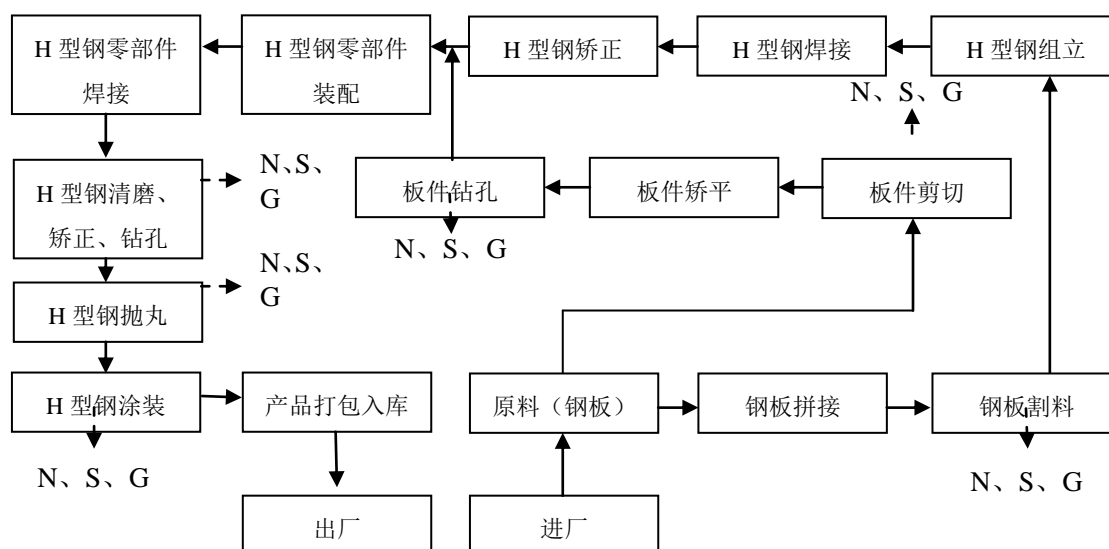 H 型钢零部件
焊接
H 型钢零部件
装配
H 型钢矫正
H 型钢焊接
H 型钢组立
N、S、G
N、S、
G
H 型钢清磨、
矫正、钻孔
板件钻孔
板件矫平
板件剪切
N、S、G
N、S、
G
H 型钢抛丸
H 型钢涂装
产品打包入库
原料（钢板）
钢板拼接
钢板割料
N、S、G
N、S、G
出厂
进厂